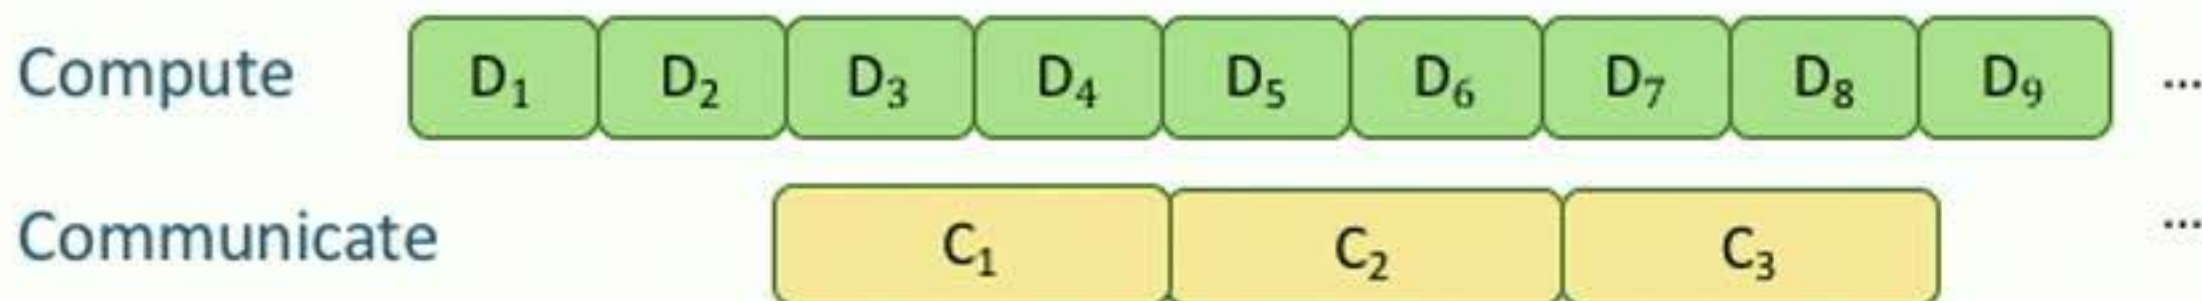 Compute D₁ D₂ D₃ D₄ D₅ D₆ D₇ D₈ D₉ ...
Communicate C₁ C₂ C₃ ...